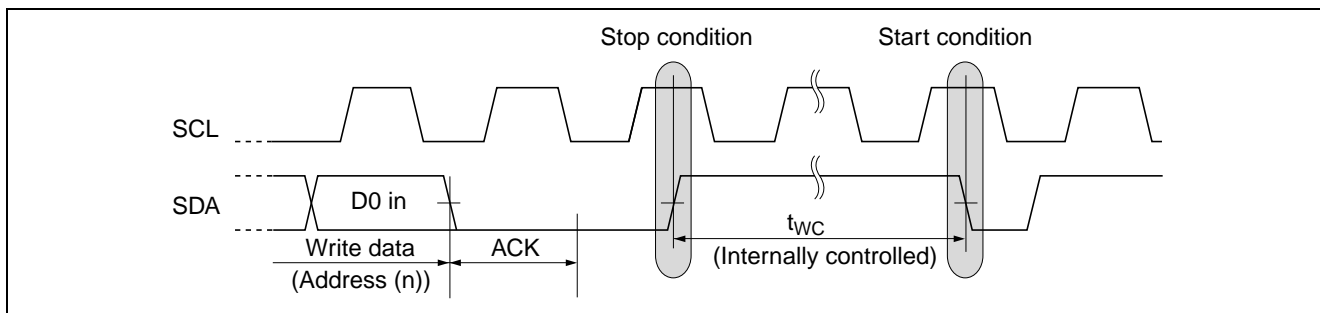 Stop condition
Start condition
SCL
SDA
D0 in
Write data
(Address (n))
ACK
tWC
(Internally controlled)